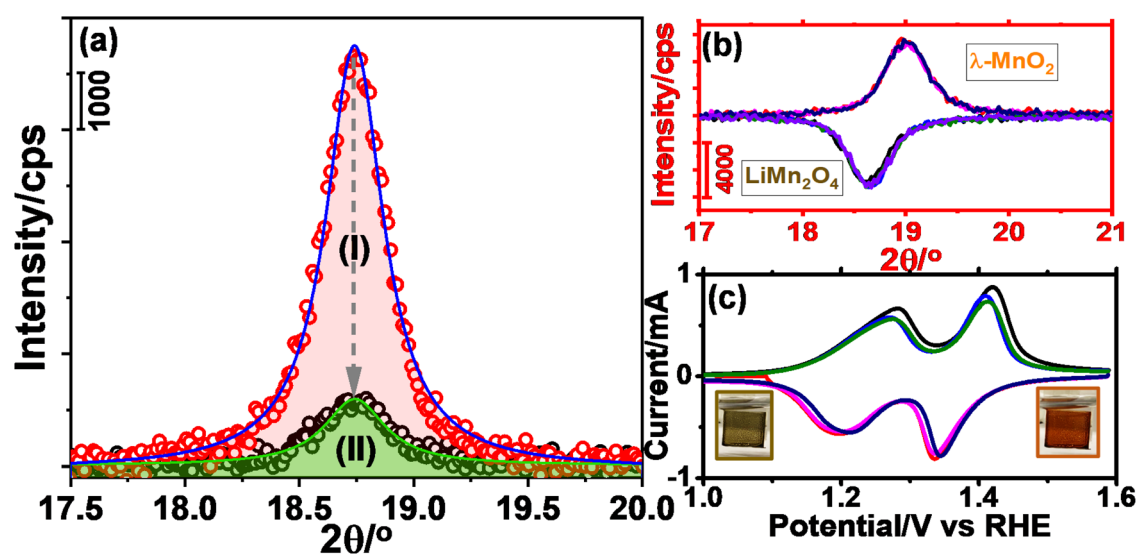 (a)
1000
Intensity/cps
(I)
(II)
17.5 18.0 18.5 19.0 19.5 20.0
2θ/°
(b)
λ-MnO2
Intensity/cps
4000
LiMn2O4
17 18 19 20 21
2θ/°
(c)
1
0
-1
Current/mA
1.0 1.2 1.4 1.6
Potential/V vs RHE